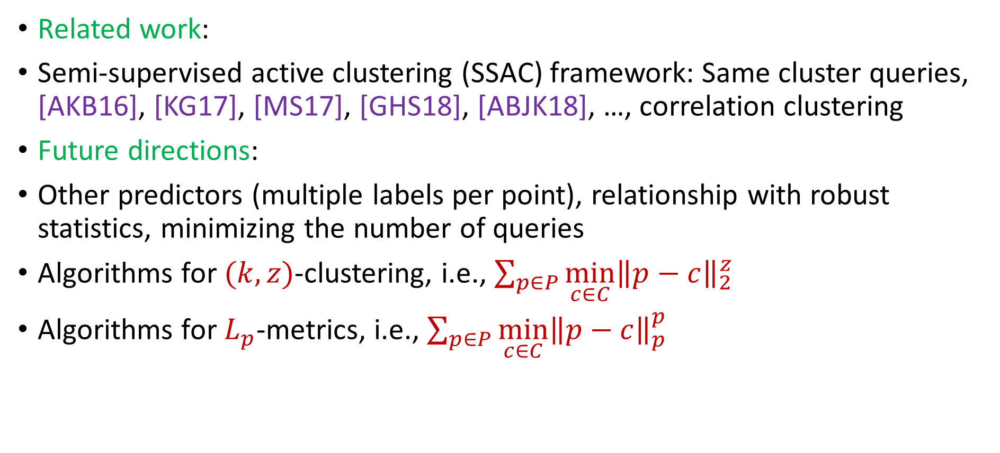 • Related work:
• Semi-supervised active clustering (SSAC) framework: Same cluster queries,
[AKB16], [KG17], [MS17], [GHS18], [ABJK18], …, correlation clustering
• Future directions:
• Other predictors (multiple labels per point), relationship with robust
statistics, minimizing the number of queries
• Algorithms for $(k, z)$-clustering, i.e., $\sum_{p \in P} \min_{c \in C} \|p - c\|_2^z$
• Algorithms for $L_p$-metrics, i.e., $\sum_{p \in P} \min_{c \in C} \|p - c\|_p^p$